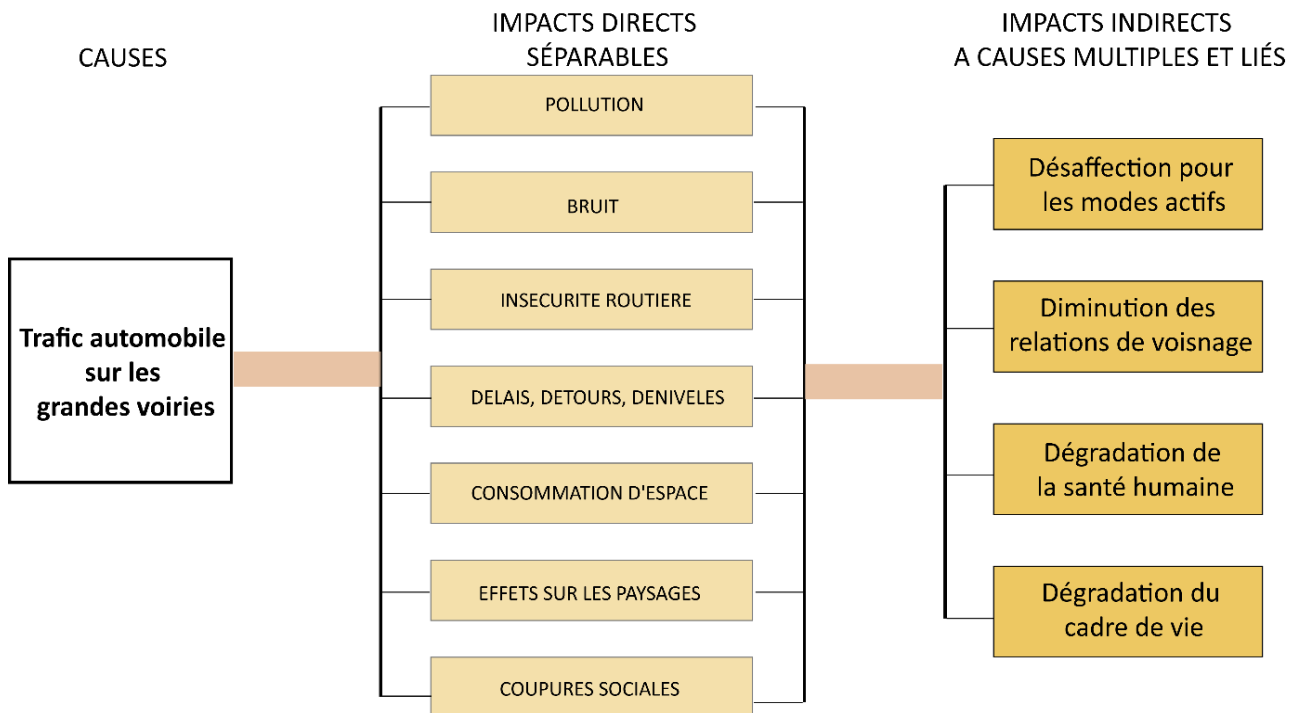 CAUSES
IMPACTS DIRECTS
SÉPARABLES
IMPACTS INDIRECTS
A CAUSES MULTIPLES ET LIÉS
Trafic automobile
sur les
grandes voiries
POLLUTION
BRUIT
INSECURITE ROUTIERE
DELAIS, DETOURS, DENIVELES
CONSOMMATION D'ESPACE
EFFETS SUR LES PAYSAGES
COUPURES SOCIALES
Désaffection pour
les modes actifs
Diminution des
relations de voisnage
Dégradation de
la santé humaine
Dégradation du
cadre de vie